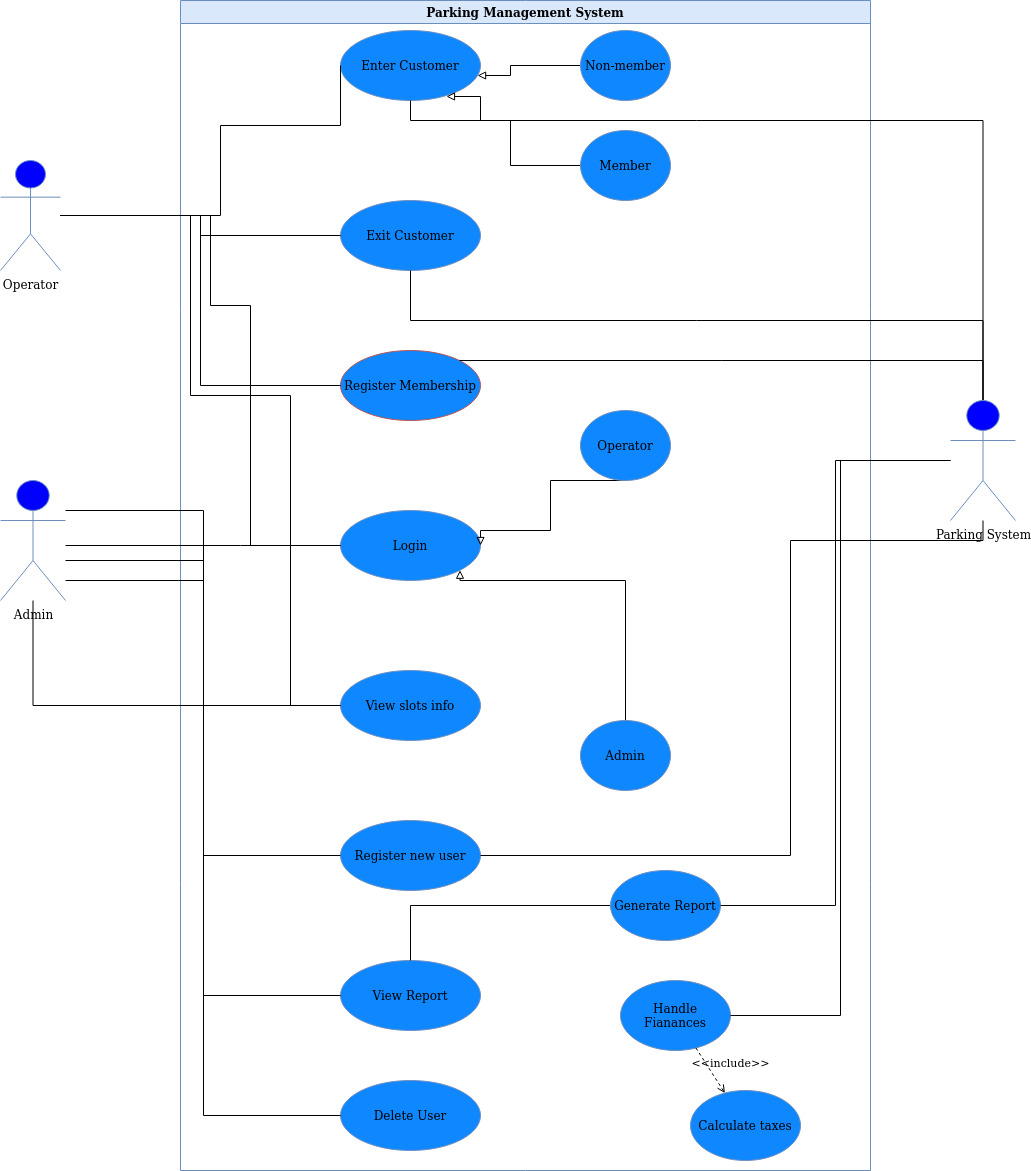 Parking Management System
Enter Customer
Non-member
Member
Exit Customer
Operator
Register Membership
Operator
Login
Parking System
Admin
View slots info
Admin
Register new user
Generate Report
View Report
Handle
Fianances
<<include>>
Delete User
Calculate taxes